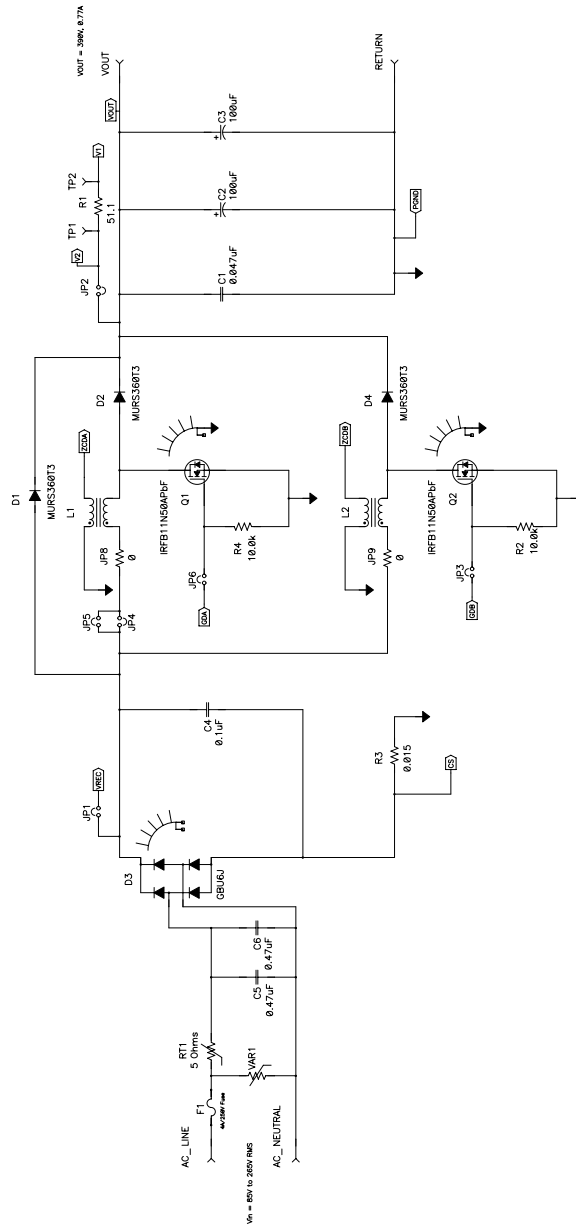 Vin = 85V to 265V RMS
AC_LINE
AC_NEUTRAL
F1
4A/250V Fuse
RT1
5 Ohms
VAR1
C5
0.47uF
C6
0.47uF
D3
GBU6J
JP1
VREC
C4
0.1uF
R3
0.015
CS
D1
MURS360T3
JP5
JP4
JP8
0
L1
ZCDA
D2
MURS360T3
Q1
IRFB11N50APbF
JP6
GDA
R4
10.0k
JP9
0
L2
ZCDB
D4
MURS360T3
Q2
IRFB11N50APbF
JP3
GDB
R2
10.0k
JP2
V2
TP1
R1
51.1
TP2
V1
C1
0.047uF
C2
100uF
+
C3
100uF
+
PGND
VOUT
VOUT = 390V, 0.77A
VOUT
RETURN